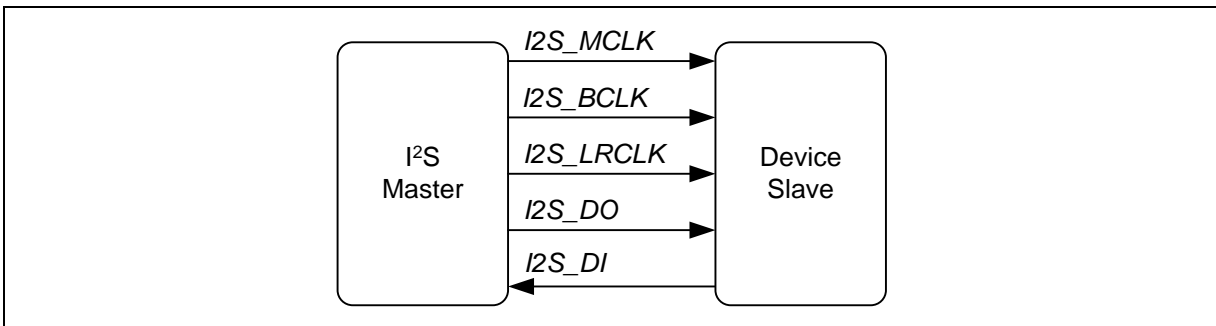 I2S_MCLK
I2S_BCLK
I2S_LRCLK
I2S_DO
I2S_DI
I²S
Master
Device
Slave